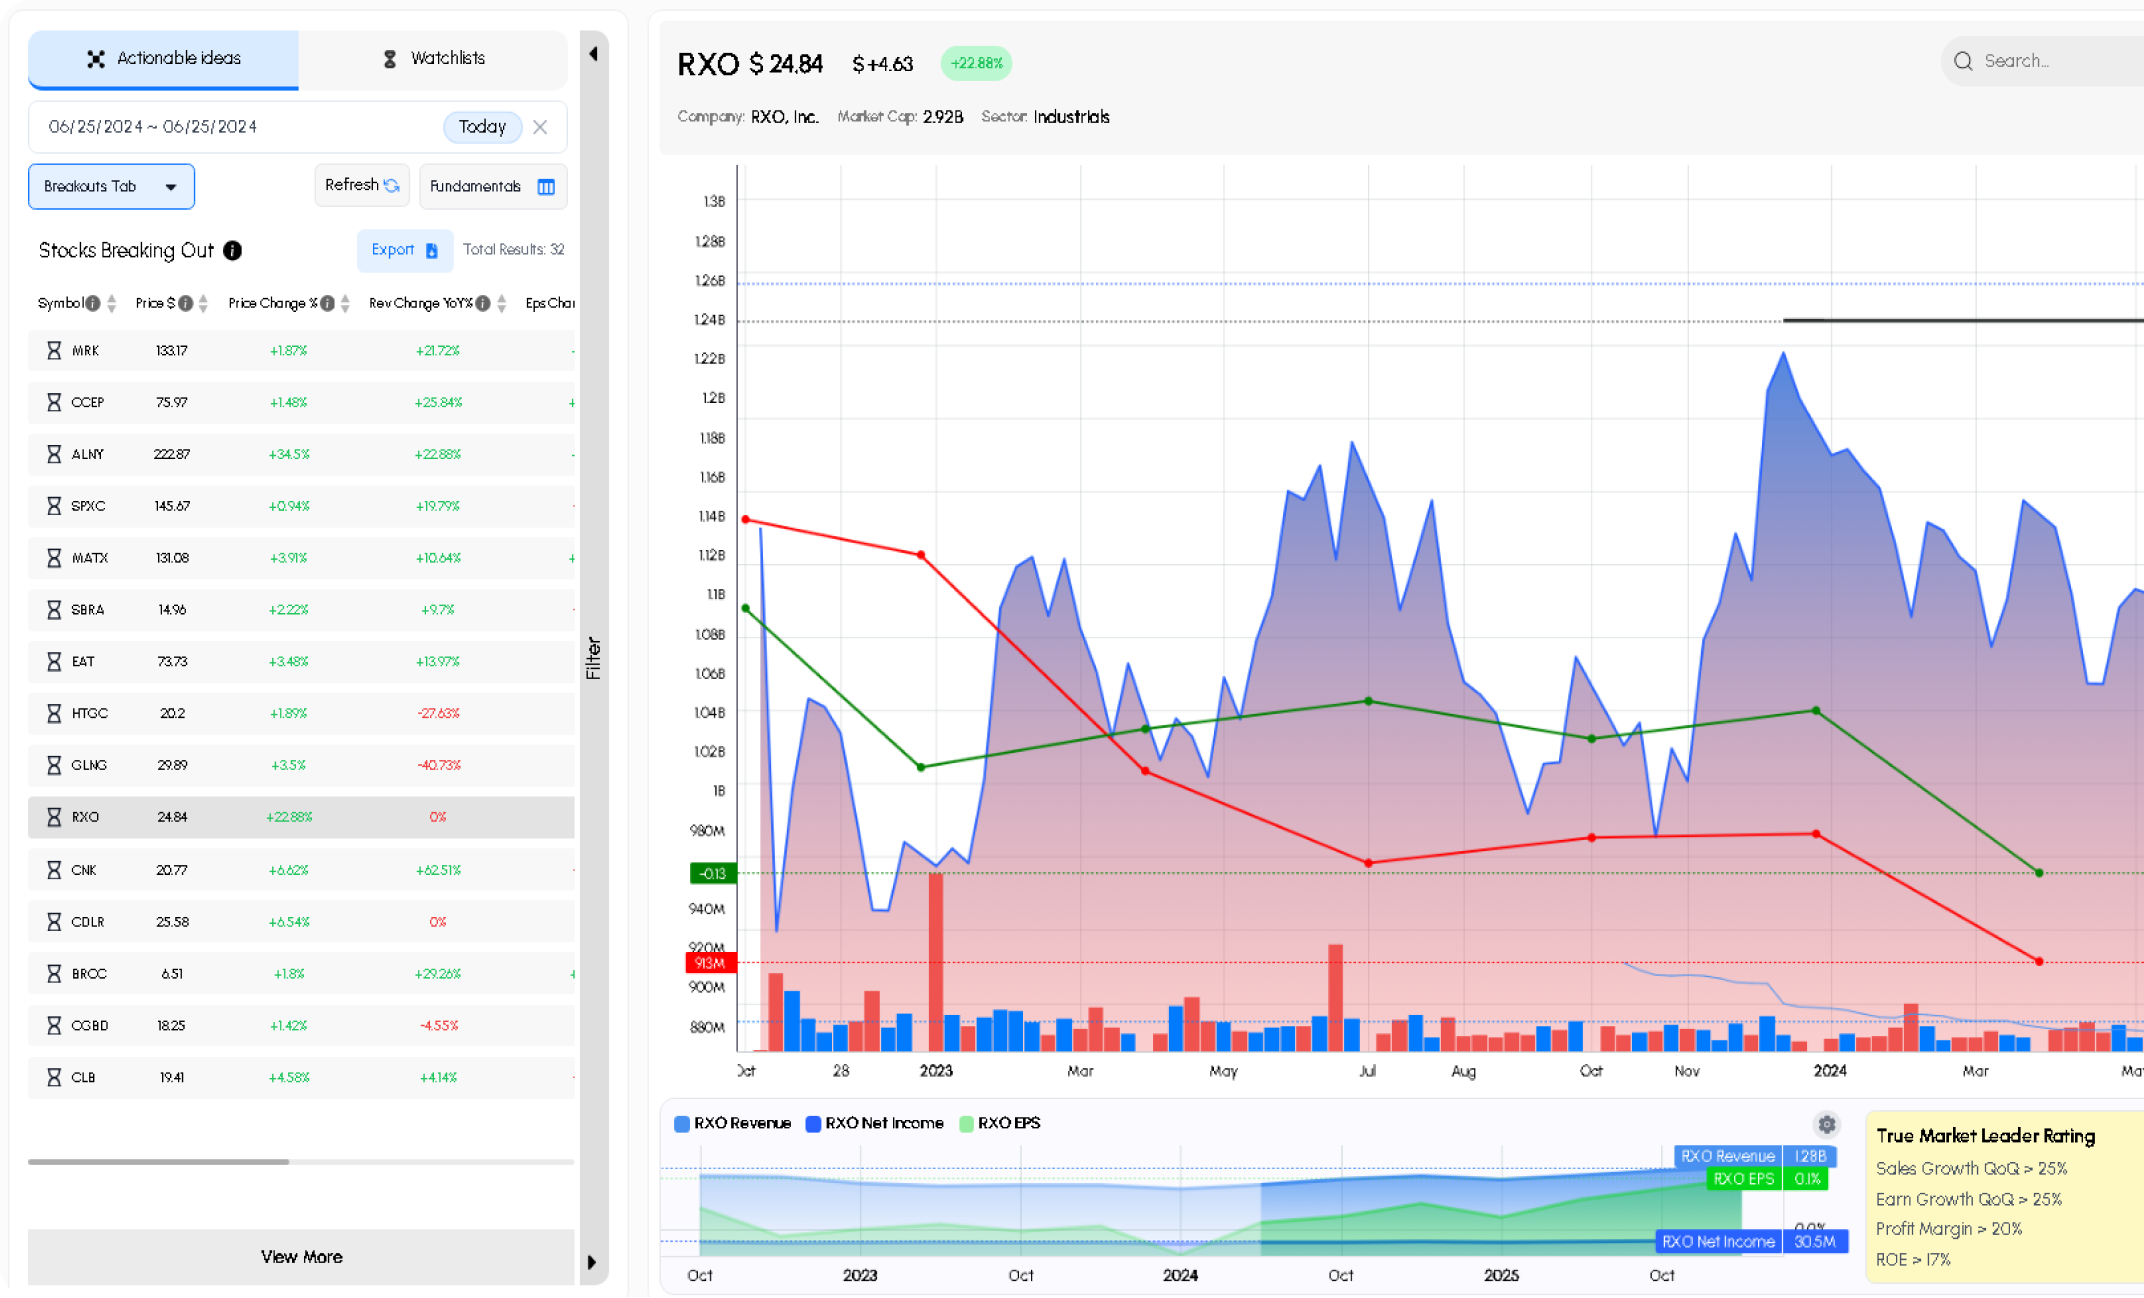 Actionable ideas Watchlists
06/25/2024 ~ 06/25/2024 Today
Breakouts Tab Refresh Fundamentals
Stocks Breaking Out Export Total Results: 32
Symbol Price $ Price Change % Rev Change YoY% Eps Char
MRK 133.17 +1.87% +21.72% -
CCEP 75.97 +1.48% +25.84% +
ALNY 222.87 +34.5% +22.88% -
SPXC 145.67 +0.94% +19.79% -
MATX 131.08 +3.91% +10.64% +
SBRA 14.96 +2.22% +9.7% -
EAT 73.73 +3.48% +13.97%
HTGC 20.2 +1.89% -27.63%
GLNG 29.89 +3.5% -40.73%
RXO 24.84 +22.88% 0%
CNK 20.77 +6.62% +62.51% -
CDLR 25.58 +6.54% 0%
BRCC 6.51 +1.8% +29.26% +
CGBD 18.25 +1.42% -4.55%
CLB 19.41 +4.58% +4.14% -
View More
Filter
RXO $ 24.84 $ +4.63 +22.88%
Search...
Company: RXO, Inc. Market Cap: 2.92B Sector: Industrials
1.3B
1.28B
1.26B
1.24B
1.22B
1.2B
1.18B
1.16B
1.14B
1.12B
1.1B
1.08B
1.06B
1.04B
1.02B
1B
980M
-0.13
940M
920M
913M
900M
880M
Oct 28 2023 Mar May Jul Aug Oct Nov 2024 Mar May
RXO Revenue RXO Net Income RXO EPS
RXO Revenue 1.28B
RXO EPS 0.1%
0.0%
RXO Net Income 30.5M
Oct 2023 Oct 2024 Oct 2025 Oct
True Market Leader Rating
Sales Growth QoQ > 25%
Earn Growth QoQ > 25%
Profit Margin > 20%
ROE > 17%